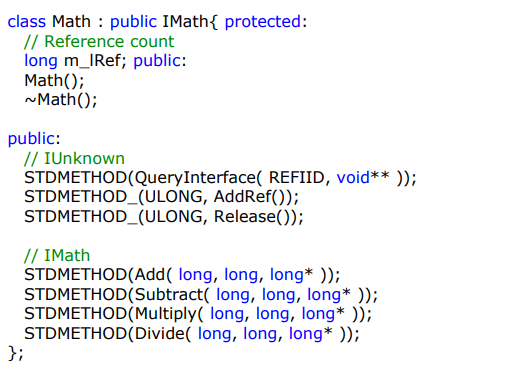 class Math : public IMath{ protected:
// Reference count
long m_lRef; public:
Math();
~Math();
public:
// IUnknown
STDMETHOD(QueryInterface( REFIID, void** ));
STDMETHOD_(ULONG, AddRef());
STDMETHOD_(ULONG, Release());
// IMath
STDMETHOD(Add( long, long, long* ));
STDMETHOD(Subtract( long, long, long* ));
STDMETHOD(Multiply( long, long, long* ));
STDMETHOD(Divide( long, long, long* ));
};